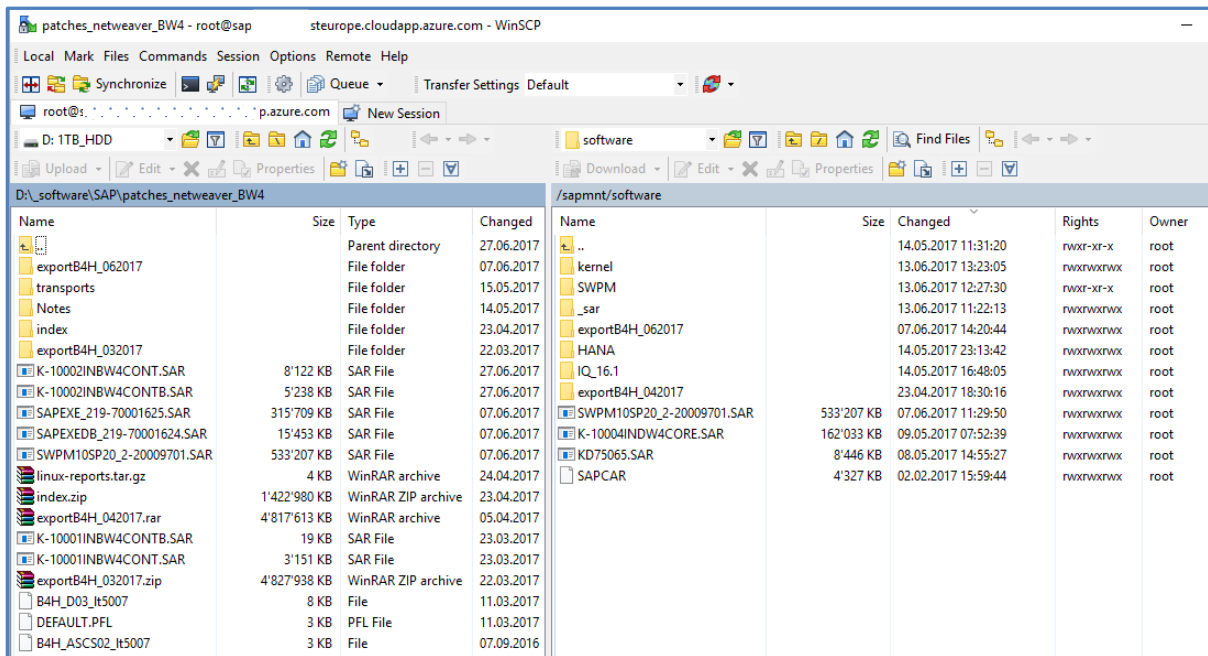 patches_netweaver_BW4 - root@sap steurope.cloudapp.azure.com - WinSCP
Local Mark Files Commands Session Options Remote Help
Synchronize Queue Transfer Settings Default
root@s. p.azure.com New Session
D: 1TB_HDD software Find Files
Upload Edit Properties Download Edit Properties
D:\_software\SAP\patches_netweaver_BW4 /sapmnt/software
Name Size Type Changed Name Size Changed Rights Owner
.. Parent directory 27.06.2017 .. 14.05.2017 11:31:20 rwxr-xr-x root
exportB4H_062017 File folder 07.06.2017 kernel 13.06.2017 13:23:05 rwxrwxrwx root
transports File folder 15.05.2017 SWPM 13.06.2017 12:27:30 rwxr-xr-x root
Notes File folder 14.05.2017 _sar 13.06.2017 11:22:13 rwxrwxrwx root
index File folder 23.04.2017 exportB4H_062017 07.06.2017 14:20:44 rwxrwxrwx root
exportB4H_032017 File folder 22.03.2017 HANA 14.05.2017 23:13:42 rwxrwxrwx root
K-10002INBW4CONT.SAR 8'122 KB SAR File 27.06.2017 IQ_16.1 14.05.2017 16:48:05 rwxrwxrwx root
K-10002INBW4CONTB.SAR 5'238 KB SAR File 27.06.2017 exportB4H_042017 23.04.2017 18:30:16 rwxrwxrwx root
SAPEXE_219-70001625.SAR 315'709 KB SAR File 07.06.2017 SWPM10SP20_2-20009701.SAR 533'207 KB 07.06.2017 11:29:50 rwxrwxrwx root
SAPEXEDB_219-70001624.SAR 15'453 KB SAR File 07.06.2017 K-10004INDW4CORE.SAR 162'033 KB 09.05.2017 07:52:39 rwxrwxrwx root
SWPM10SP20_2-20009701.SAR 533'207 KB SAR File 07.06.2017 KD75065.SAR 8'446 KB 08.05.2017 14:55:27 rwxrwxrwx root
linux-reports.tar.gz 4 KB WinRAR archive 24.04.2017 SAPCAR 4'327 KB 02.02.2017 15:59:44 rwxrwxrwx root
index.zip 1'422'980 KB WinRAR ZIP archive 23.04.2017
exportB4H_042017.rar 4'817'613 KB WinRAR archive 05.04.2017
K-10001INBW4CONTB.SAR 19 KB SAR File 23.03.2017
K-10001INBW4CONT.SAR 3'151 KB SAR File 23.03.2017
exportB4H_032017.zip 4'827'938 KB WinRAR ZIP archive 22.03.2017
B4H_D03_lt5007 8 KB File 11.03.2017
DEFAULT.PFL 3 KB PFL File 11.03.2017
B4H_ASCS02_lt5007 3 KB File 07.09.2016